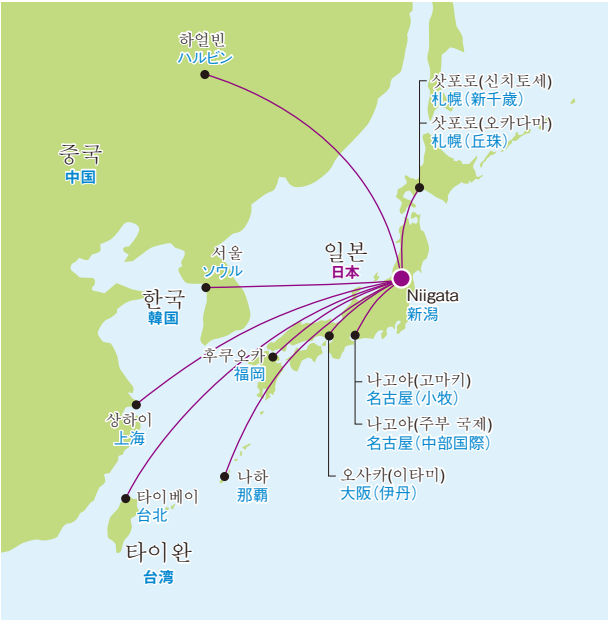 하얼빈
ハルビン
삿포로(신치토세)
札幌（新千歳）
삿포로(오카다마)
札幌（丘珠）
중국
中国
서울
ソウル
일본
日本
한국
韓国
Niigata
新潟
후쿠오카
福岡
나고야(고마키)
名古屋（小牧）
상하이
上海
나고야(주부 국제)
名古屋（中部国際）
나하
那覇
오사카(이타미)
大阪（伊丹）
타이베이
台北
타이완
台湾